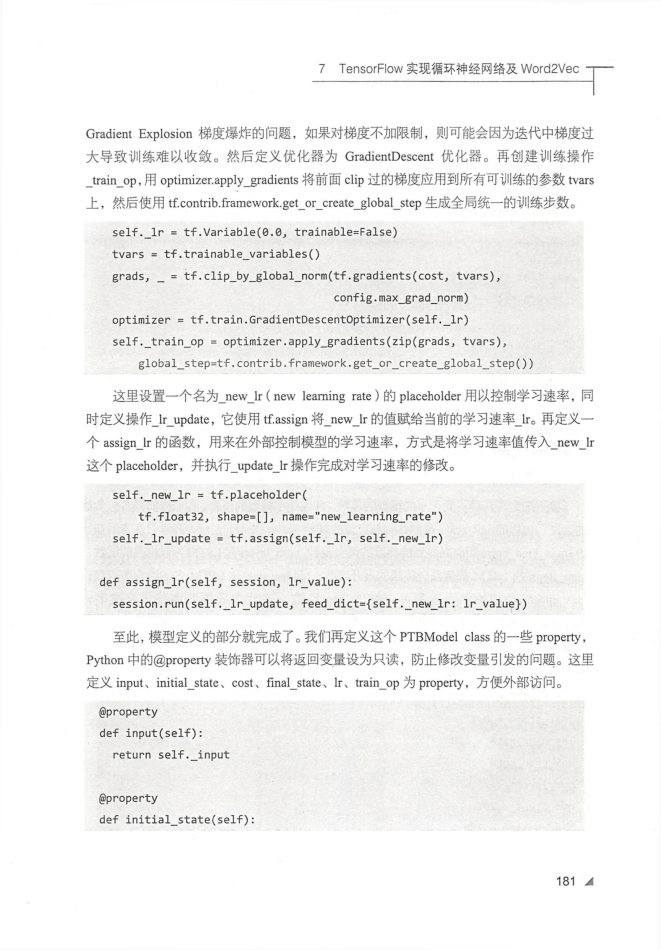 7 TensorFlow 实现循环神经网络及 Word2Vec
Gradient Explosion 梯度爆炸的问题，如果对梯度不加限制，则可能会因为迭代中梯度过
大导致训练难以收敛。然后定义优化器为 GradientDescent 优化器。再创建训练操作
_train_op，用 optimizer.apply_gradients 将前面 clip 过的梯度应用到所有可训练的参数 tvars
上，然后使用 tf.contrib.framework.get_or_create_global_step 生成全局统一的训练步数。
self._lr = tf.Variable(0.0, trainable=False)
tvars = tf.trainable_variables()
grads, _ = tf.clip_by_global_norm(tf.gradients(cost, tvars),
config.max_grad_norm)
optimizer = tf.train.GradientDescentOptimizer(self._lr)
self._train_op = optimizer.apply_gradients(zip(grads, tvars),
global_step=tf.contrib.framework.get_or_create_global_step())
这里设置一个名为_new_lr（new learning rate）的 placeholder 用以控制学习速率，同
时定义操作_lr_update，它使用 tf.assign 将_new_lr 的值赋给当前的学习速率_lr。再定义一
个 assign_lr 的函数，用来在外部控制模型的学习速率，方式是将学习速率值传入_new_lr
这个 placeholder，并执行_update_lr 操作完成对学习速率的修改。
self._new_lr = tf.placeholder(
tf.float32, shape=[], name="new_learning_rate")
self._lr_update = tf.assign(self._lr, self._new_lr)
def assign_lr(self, session, lr_value):
session.run(self._lr_update, feed_dict={self._new_lr: lr_value})
至此，模型定义的部分就完成了。我们再定义这个 PTBModel class 的一些 property，
Python 中的@property 装饰器可以将返回变量设为只读，防止修改变量引发的问题。这里
定义 input、initial_state、cost、final_state、lr、train_op 为 property，方便外部访问。
@property
def input(self):
return self._input
@property
def initial_state(self):
181